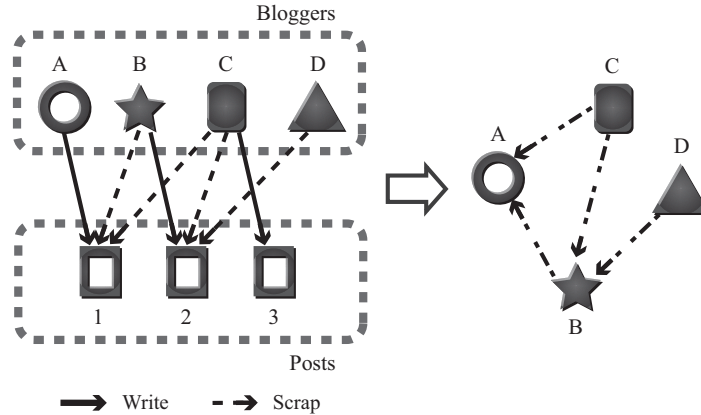 Bloggers
A B C D
C
A
D
B
1 2 3
Posts
Write Scrap